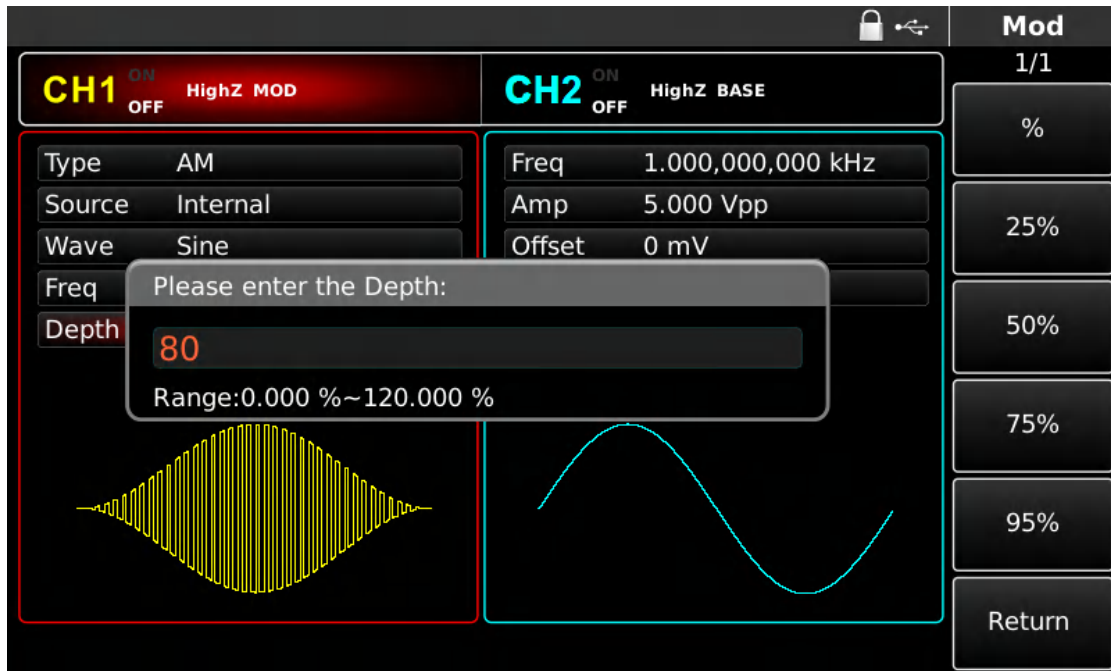 Mod
1/1
CH1 ON OFF HighZ MOD
CH2 ON OFF HighZ BASE
Type AM
Source Internal
Wave Sine
Freq
Depth
Freq 1.000,000,000 kHz
Amp 5.000 Vpp
Offset 0 mV
Please enter the Depth:
80
Range:0.000 %~120.000 %
%
25%
50%
75%
95%
Return